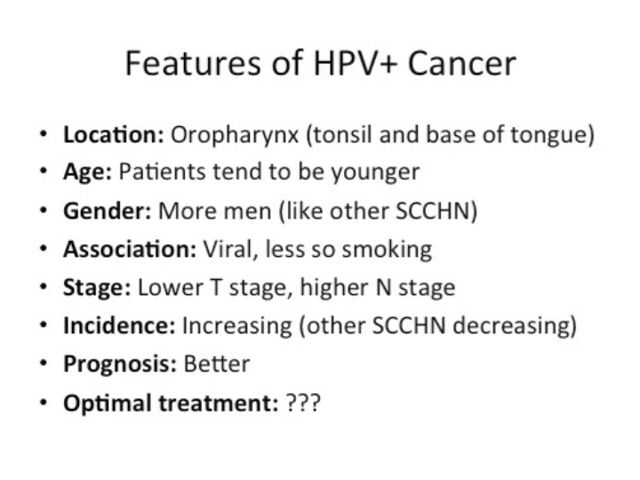 Features of HPV+ Cancer
• Location: Oropharynx (tonsil and base of tongue)
• Age: Patients tend to be younger
• Gender: More men (like other SCCHN)
• Association: Viral, less so smoking
• Stage: Lower T stage, higher N stage
• Incidence: Increasing (other SCCHN decreasing)
• Prognosis: Better
• Optimal treatment: ???